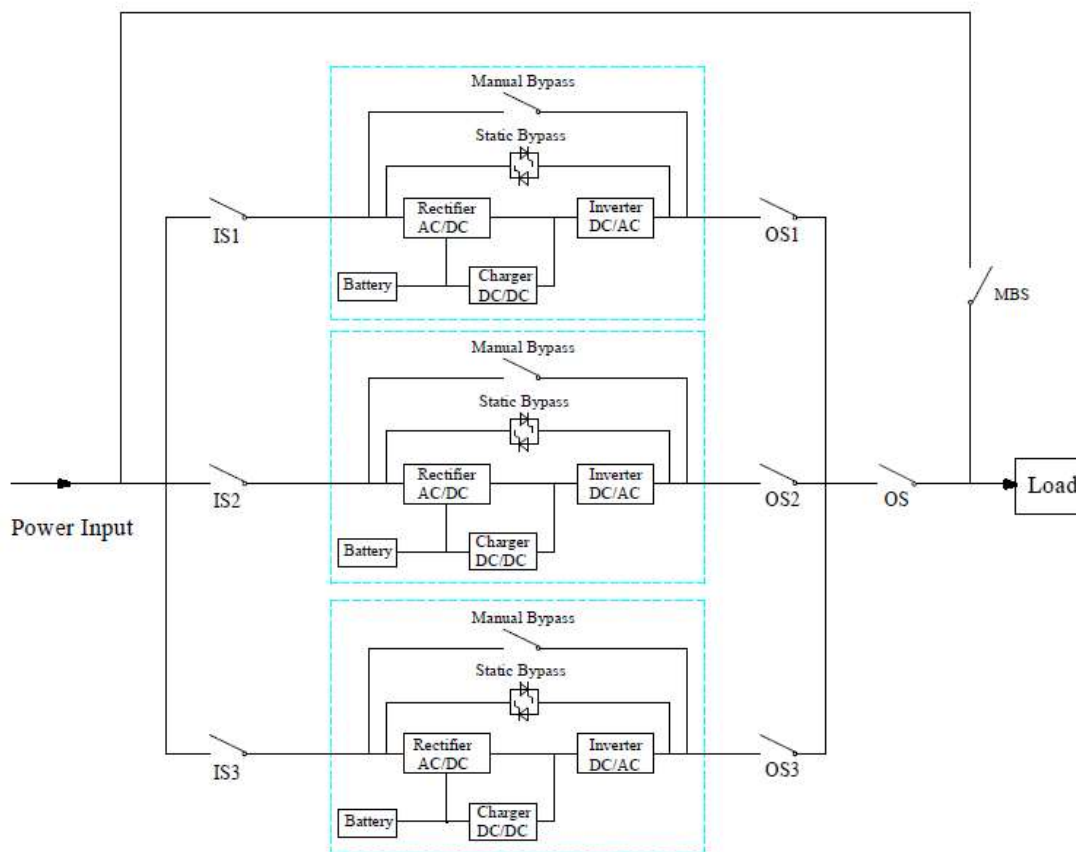 Manual Bypass
Static Bypass
Rectifier
AC/DC
Inverter
DC/AC
IS1
OS1
Battery
Charger
DC/DC
MBS
Manual Bypass
Static Bypass
Rectifier
AC/DC
Inverter
DC/AC
IS2
OS2
OS
Load
Power Input
Battery
Charger
DC/DC
Manual Bypass
Static Bypass
Rectifier
AC/DC
Inverter
DC/AC
IS3
OS3
Battery
Charger
DC/DC